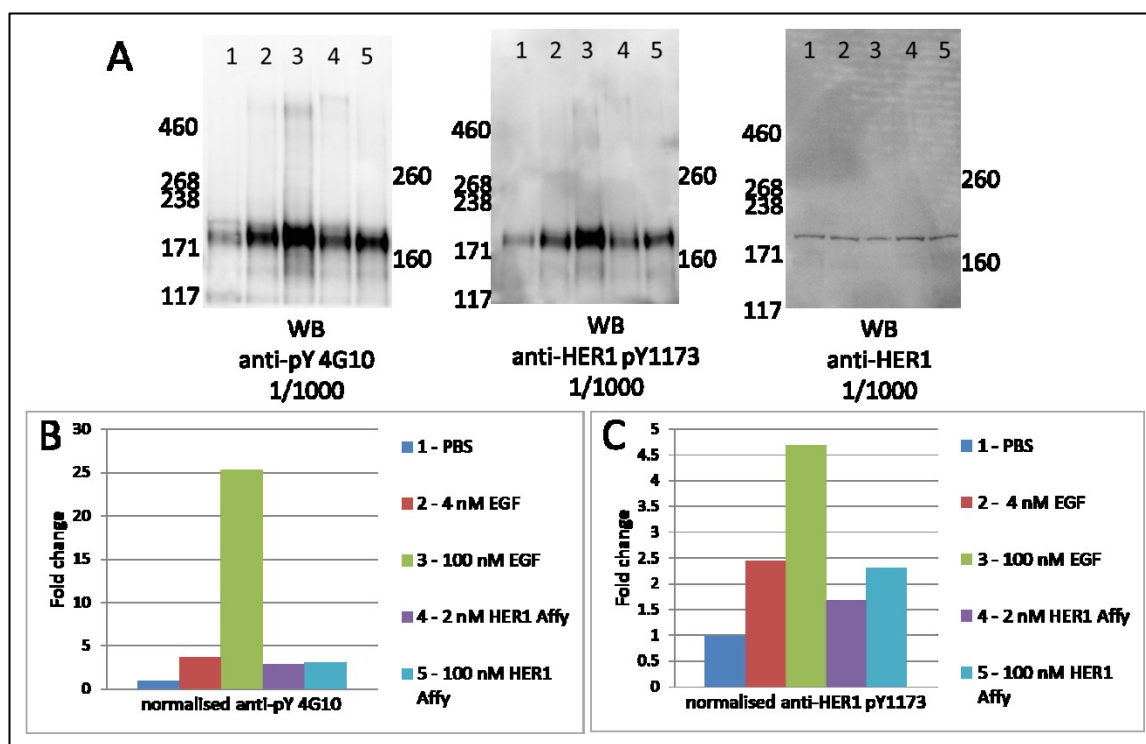 A
1 2 3 4 5
460
268
238
171
117
260
160
WB
anti-pY 4G10
1/1000
1 2 3 4 5
460
268
238
171
117
260
160
WB
anti-HER1 pY1173
1/1000
1 2 3 4 5
460
268
238
171
117
260
160
WB
anti-HER1
1/1000
B
30
25
20
15
10
5
0
Fold change
normalised anti-pY 4G10
1 - PBS
2 - 4 nM EGF
3 - 100 nM EGF
4 - 2 nM HER1 Affy
5 - 100 nM HER1
Affy
C
5
4.5
4
3.5
3
2.5
2
1.5
1
0.5
0
Fold change
normalised anti-HER1 pY1173
1 - PBS
2 - 4 nM EGF
3 - 100 nM EGF
4 - 2 nM HER1 Affy
5 - 100 nM HER1
Affy